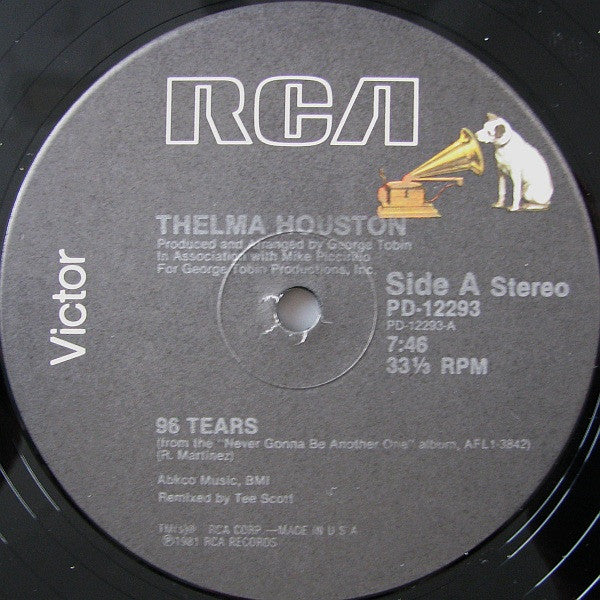 RCA
Victor
THELMA HOUSTON
Produced and Arranged by George Tobin
In Association with Mike Piccirillo
For George Tobin Productions, Inc.
Side A Stereo
PD-12293
PD-12293-A
7:46
33⅓ RPM
96 TEARS
(from the "Never Gonna Be Another One" album, AFL1-3842)
(R. Martinez)
Abkco Music, BMI
Remixed by Tee Scott
TM(s)® RCA CORP.—MADE IN U.S.A.
℗1981 RCA RECORDS